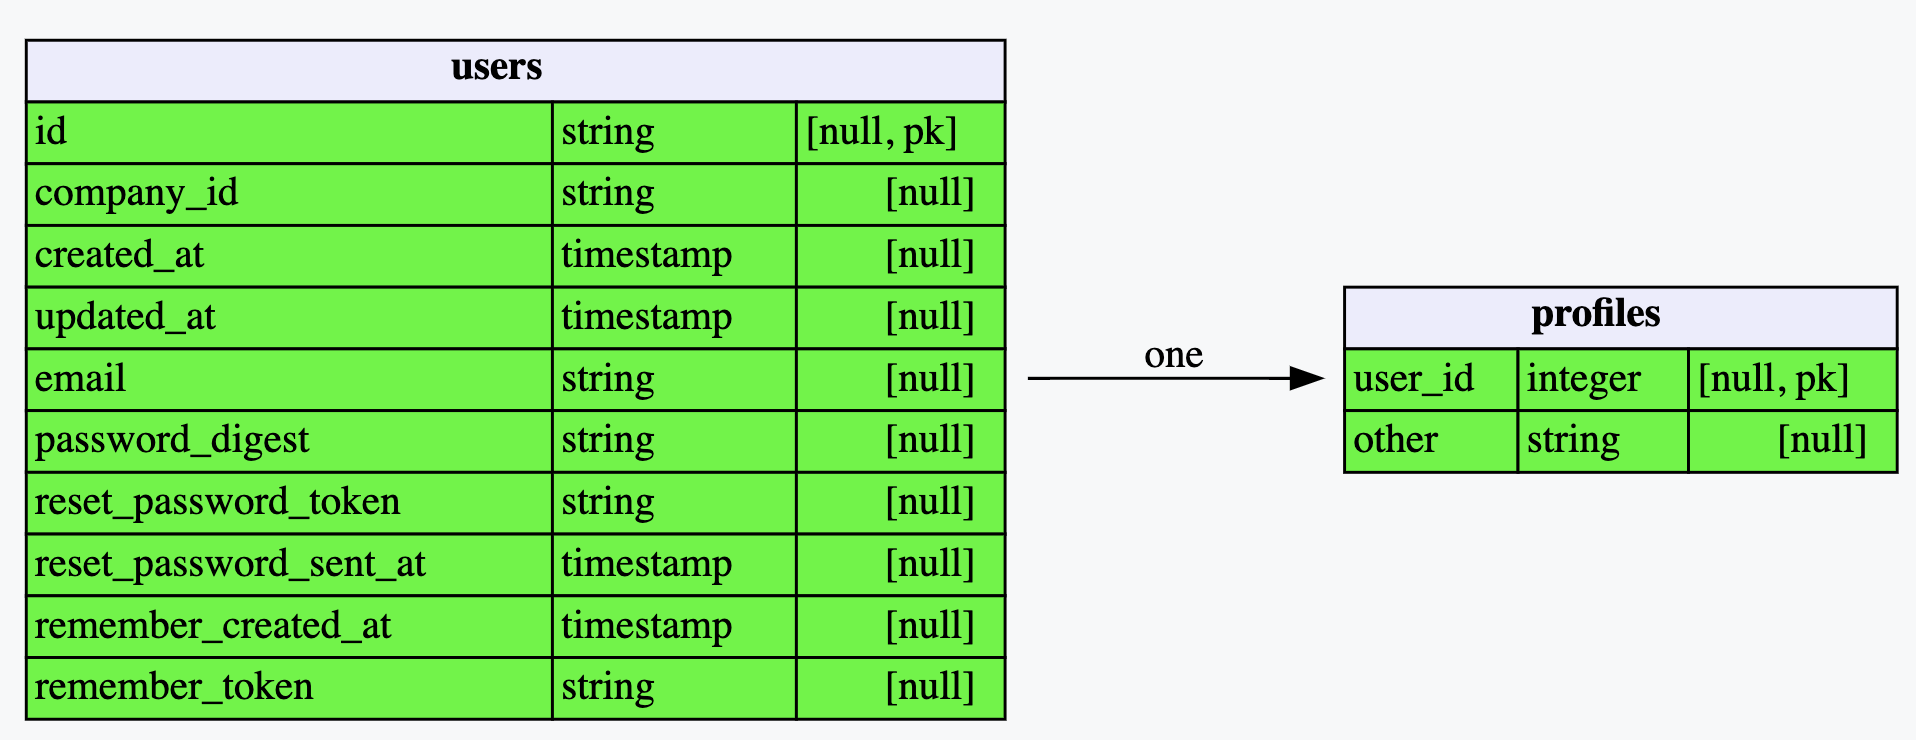 users
id string [null, pk]
company_id string [null]
created_at timestamp [null]
updated_at timestamp [null]
email string [null]
password_digest string [null]
reset_password_token string [null]
reset_password_sent_at timestamp [null]
remember_created_at timestamp [null]
remember_token string [null]
one
profiles
user_id integer [null, pk]
other string [null]